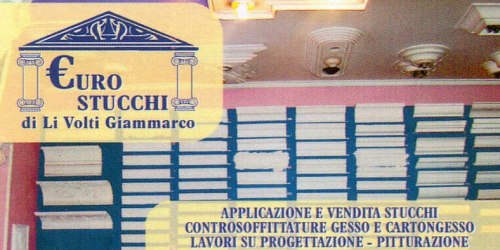 €URO
STUCCHI
di Li Volti Giammarco
APPLICAZIONE E VENDITA STUCCHI
CONTROSOFFITTATURE GESSO E CARTONGESSO
LAVORI SU PROGETTAZIONE - PITTURAZIONE